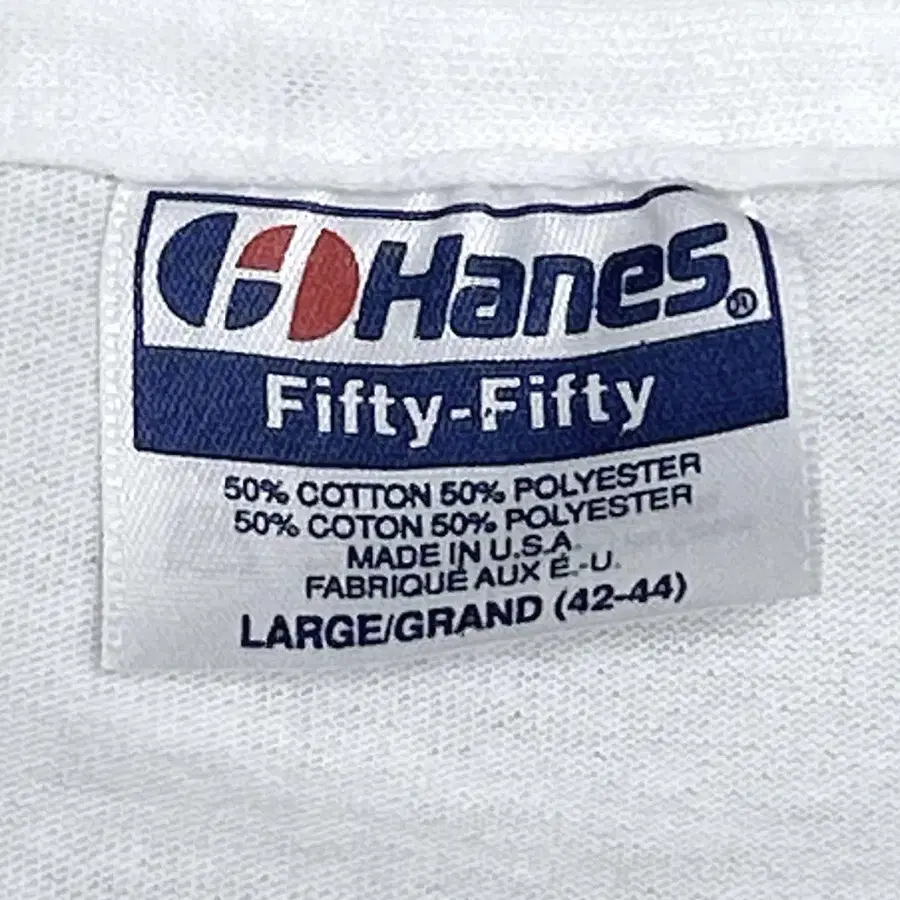 Hanes®
Fifty-Fifty
50% COTTON 50% POLYESTER
50% COTON 50% POLYESTER
MADE IN U.S.A.
FABRIQUÉ AUX É.-U.
LARGE/GRAND (42-44)